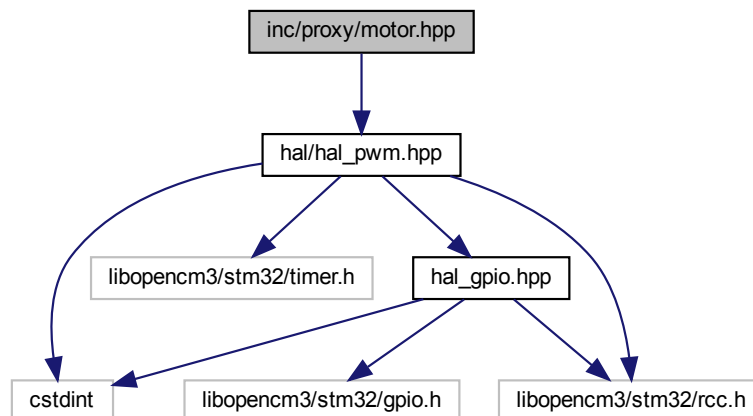 inc/proxy/motor.hpp
hal/hal_pwm.hpp
libopencm3/stm32/timer.h
hal_gpio.hpp
cstdint
libopencm3/stm32/gpio.h
libopencm3/stm32/rcc.h